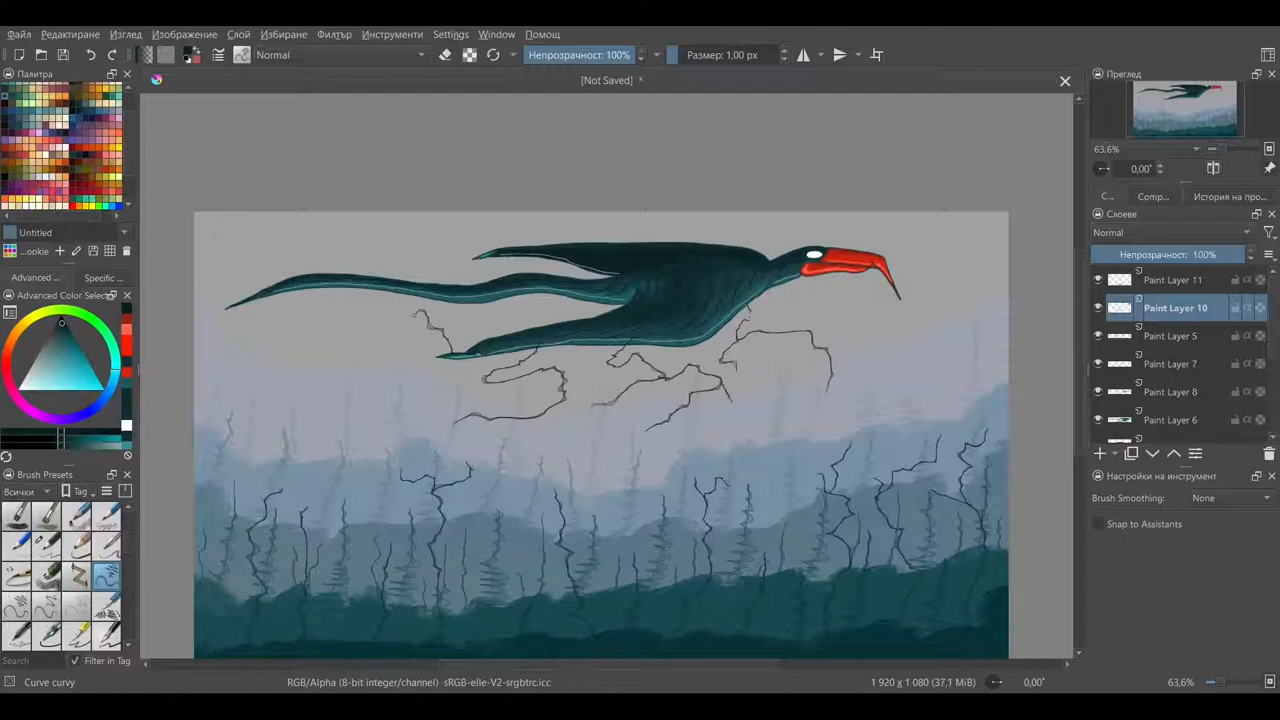 Файл Редактиране Изглед Изображение Слой Избиране Филтър Инструменти Settings Window Помощ
Normal Непрозрачност: 100% Размер: 1,00 px
Палитра
[Not Saved] *
Untitled
...ookie
Advanced ... Specific ...
Advanced Color Selec
Brush Presets
Всички Tag
Search Filter in Tag
Преглед
63,6%
0,00°
C... Comp... История на про...
Слоеве
Normal
Непрозрачност: 100%
Paint Layer 11
Paint Layer 10
Paint Layer 5
Paint Layer 7
Paint Layer 8
Paint Layer 6
Настройки на инструмент
Brush Smoothing: None
Snap to Assistants
Curve curvy RGB/Alpha (8-bit integer/channel) sRGB-elle-V2-srgbtrc.icc 1 920 x 1 080 (37,1 MiB) 0,00° 63,6%